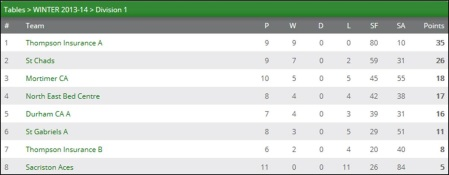 Tables > WINTER 2013-14 > Division 1
# Team P W D L SF SA Points
1 Thompson Insurance A 9 9 0 0 80 10 35
2 St Chads 9 7 0 2 59 31 26
3 Mortimer CA 10 5 0 5 45 55 18
4 North East Bed Centre 8 4 0 4 42 38 17
5 Durham CA A 7 4 0 3 39 31 16
6 St Gabriels A 8 3 0 5 29 51 11
7 Thompson Insurance B 6 2 0 4 20 40 8
8 Sacriston Aces 11 0 0 11 26 84 5